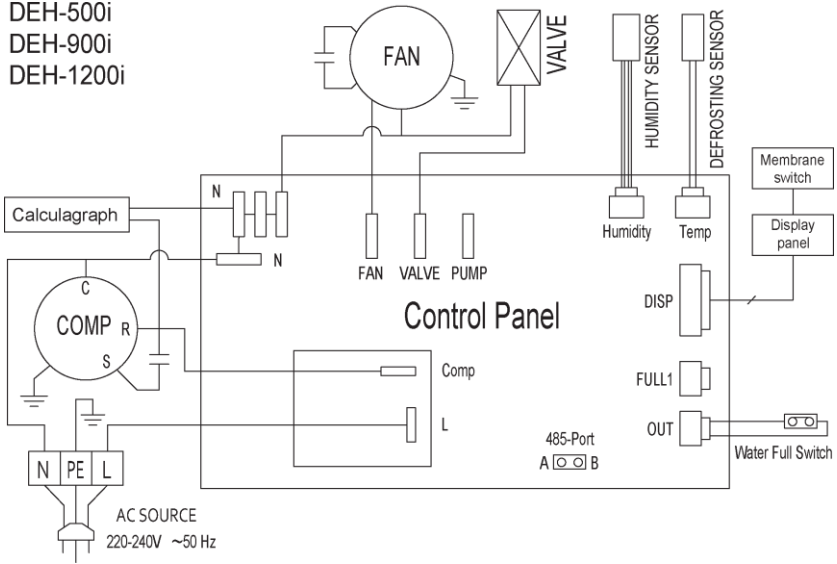 DEH-500i
DEH-900i
DEH-1200i
FAN
VALVE
HUMIDITY SENSOR
DEFROSTING SENSOR
Membrane
switch
Display
panel
Calculagraph
N
N
FAN
VALVE
PUMP
Humidity
Temp
DISP
Control Panel
C
COMP
R
S
Comp
L
FULL1
OUT
Water Full Switch
485-Port
A
B
N
PE
L
AC SOURCE
220-240V ~50 Hz